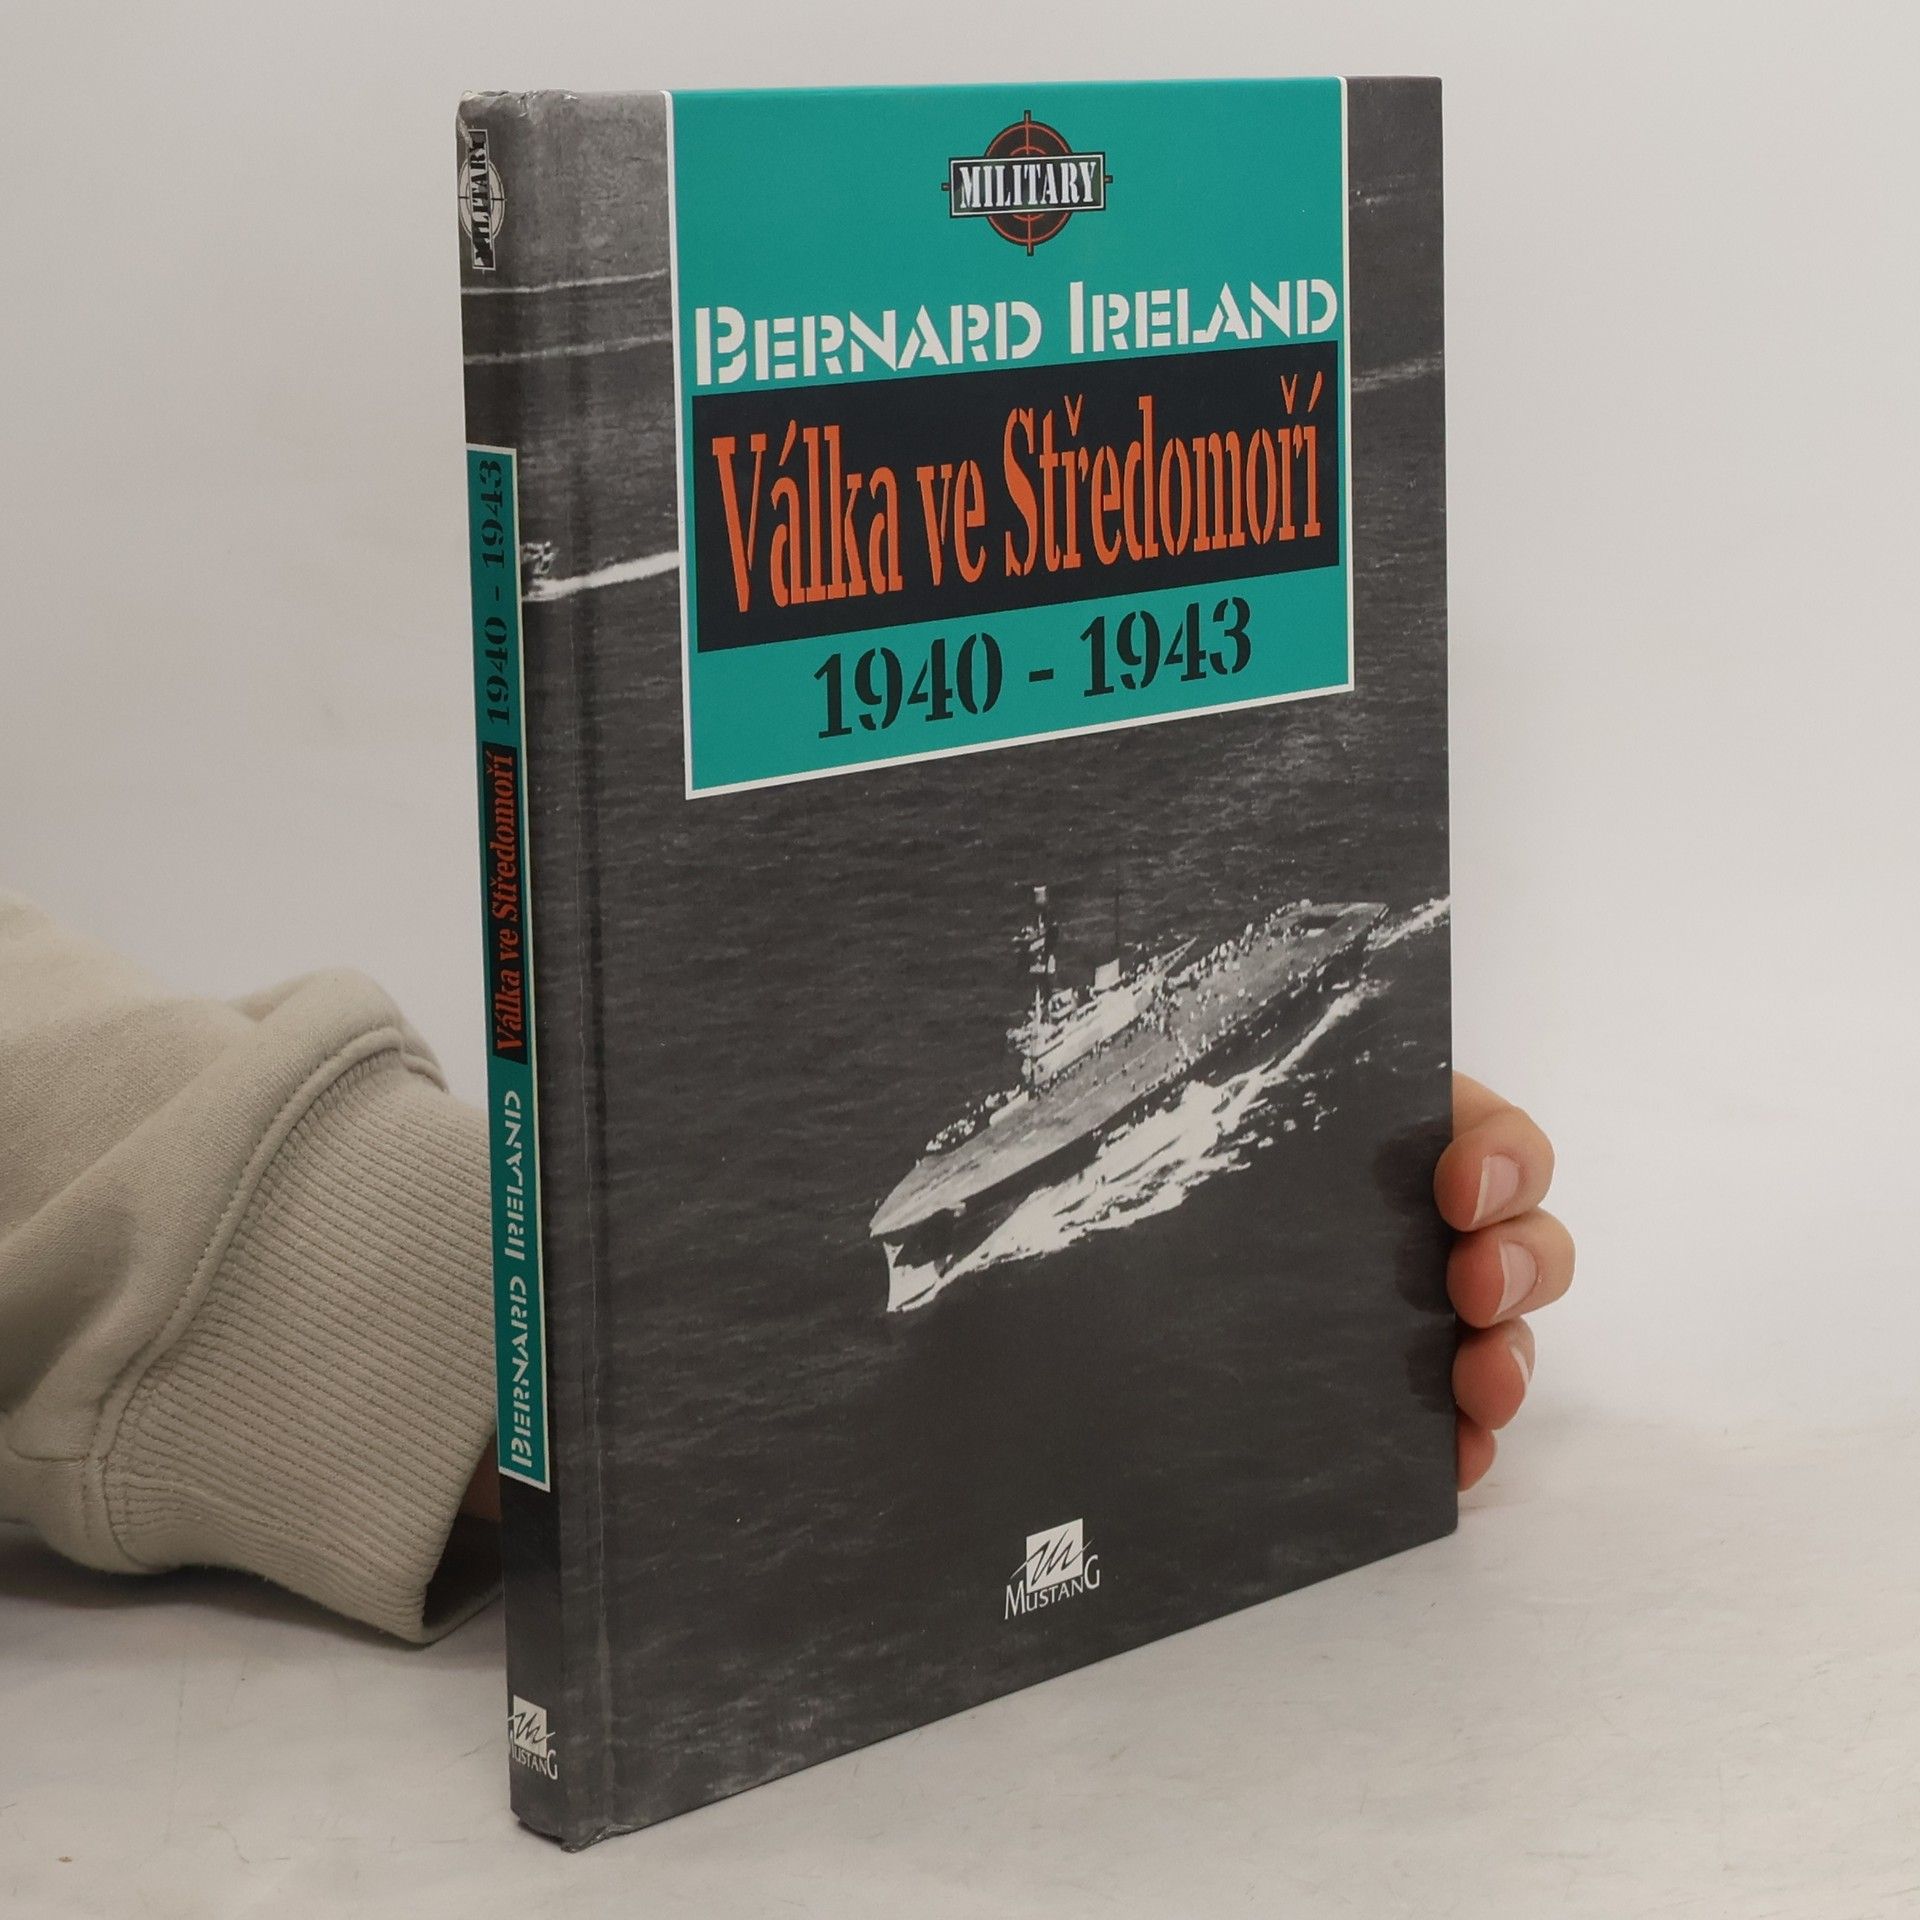 MILITARY
BERNARD IRELAND
Válka ve Středomoří
1940 - 1943
MUSTANG
MILITARY
BERNARD IRELAND Válka ve Středomoří 1940 - 1943
MUSTANG